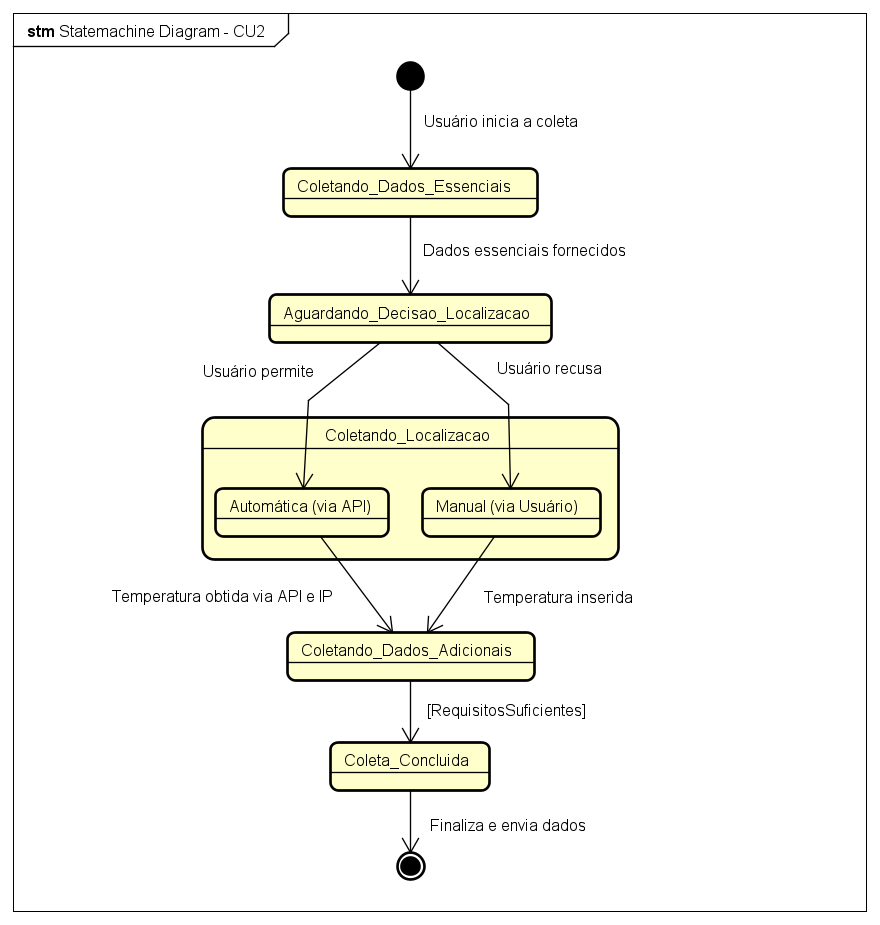 stm Statemachine Diagram - CU2
Usuário inicia a coleta
Coletando_Dados_Essenciais
Dados essenciais fornecidos
Aguardando_Decisao_Localizacao
Usuário permite
Usuário recusa
Coletando_Localizacao
Automática (via API)
Manual (via Usuário)
Temperatura obtida via API e IP
Temperatura inserida
Coletando_Dados_Adicionais
[RequisitosSuficientes]
Coleta_Concluida
Finaliza e envia dados